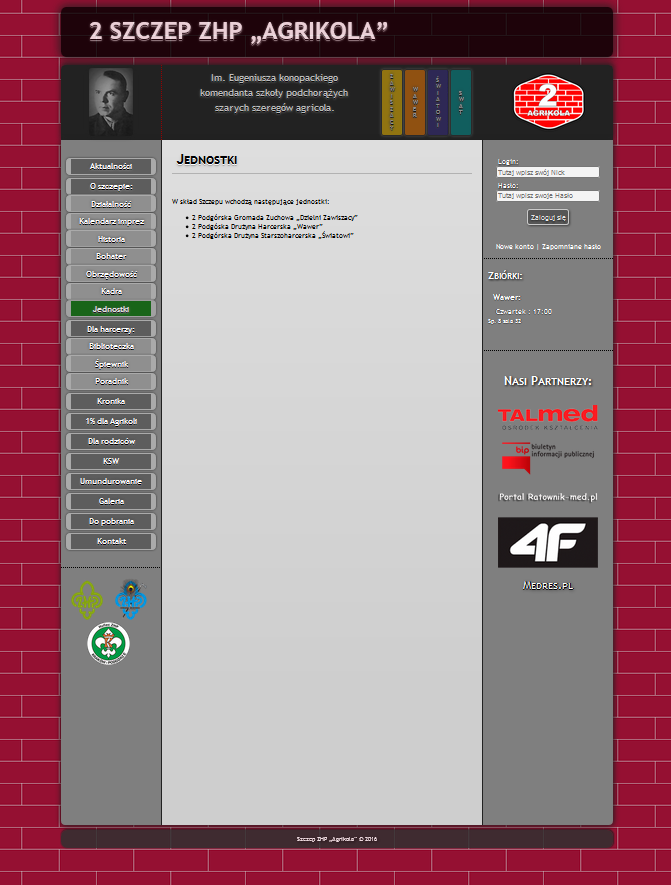 2 SZCZEP ZHP „AGRIKOLA”
Im. Eugeniusza konopackiego
komendanta szkoły podchorążych
szarych szeregów agricola.
ZAWISZACY
WAWER
ŚWIATOWI
SWAT
2
AGRIKOLA
Aktualności
O szczepie:
Działalność
Kalendarz imprez
Historia
Bohater
Obrzędowość
Kadra
Jednostki
Dla harcerzy:
Biblioteczka
Śpiewnik
Poradnik
Kronika
1% dla Agrikoli
Dla rodziców
KSW
Umundurowanie
Galeria
Do pobrania
Kontakt
Jednostki
W skład Szczepu wchodzą następujące jednostki:
2 Podgórska Gromada Zuchowa „Dzielni Zawiszacy”
2 Podgóska Drużyna Harcerska „Wawer”
2 Podgórska Drużyna Starszoharcerska „Światowi”
Login:
Tutaj wpisz swój Nick
Hasło:
Tutaj wpisz swoje Hasło
Zaloguj się
Nowe konto | Zapomniane hasło
Zbiórki:
Wawer:
Czwartek : 17:00
Sp. 8 sala 32
Nasi Partnerzy:
TALmed
OŚRODEK KSZTAŁCENIA
bip biuletyn
informacji publicznej
Portal Ratownik-med.pl
4F
Medres.pl
Szczep ZHP „Agrikola” © 2016